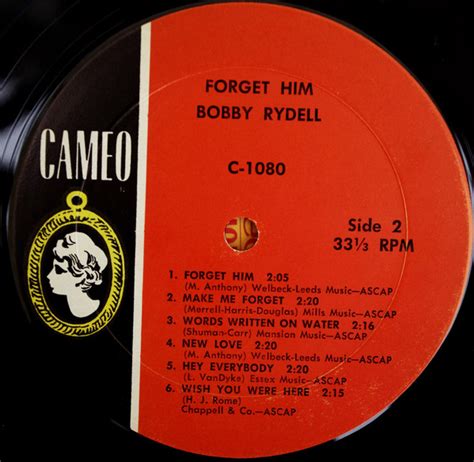 CAMEO
FORGET HIM
BOBBY RYDELL
C-1080
Side 2
33⅓ RPM
1. FORGET HIM 2:05
(M. Anthony) Welbeck-Leeds Music—ASCAP
2. MAKE ME FORGET 2:20
(Merrell-Harris-Douglas) Mills Music—ASCAP
3. WORDS WRITTEN ON WATER 2:16
(Shuman-Carr) Mansion Music—ASCAP
4. NEW LOVE 2:20
(M. Anthony) Welbeck-Leeds Music—ASCAP
5. HEY EVERYBODY 2:20
(L. VanDyke) Essex Music—ASCAP
6. WISH YOU WERE HERE 2:15
(H. J. Rome)
Chappell & Co.—ASCAP